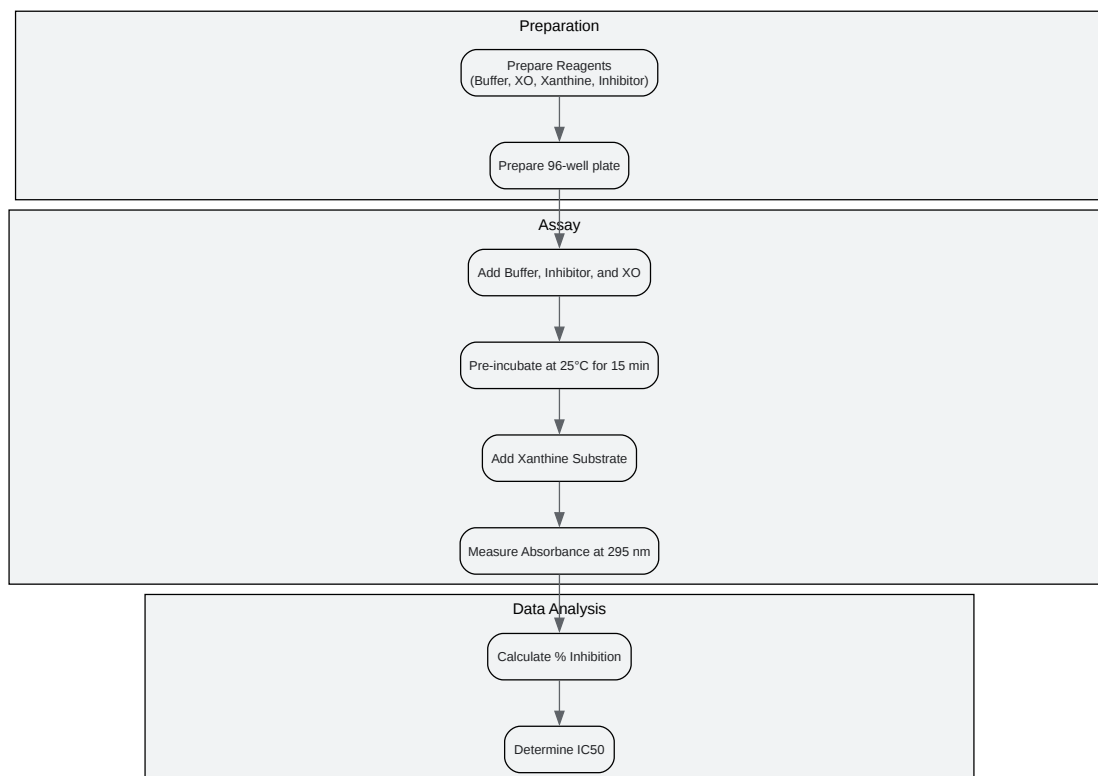 Preparation
Prepare Reagents
(Buffer, XO, Xanthine, Inhibitor)
Prepare 96-well plate
Assay
Add Buffer, Inhibitor, and XO
Pre-incubate at 25°C for 15 min
Add Xanthine Substrate
Measure Absorbance at 295 nm
Data Analysis
Calculate % Inhibition
Determine IC50